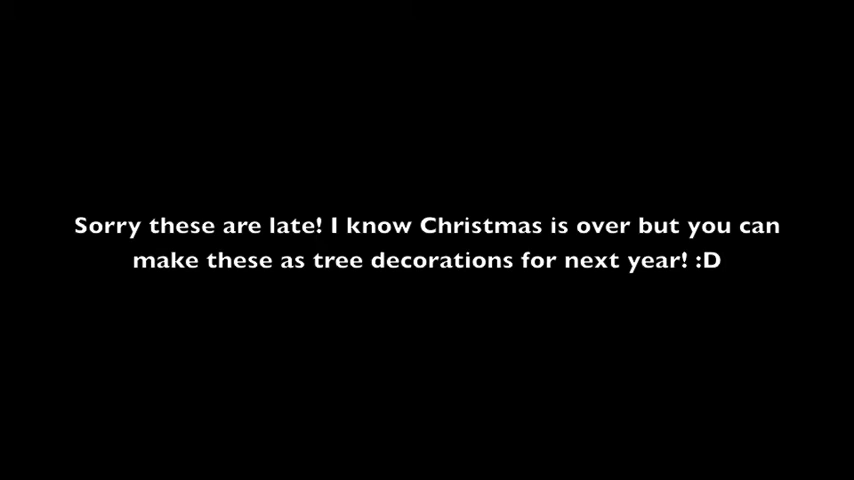 Sorry these are late! I know Christmas is over but you can
make these as tree decorations for next year! :D